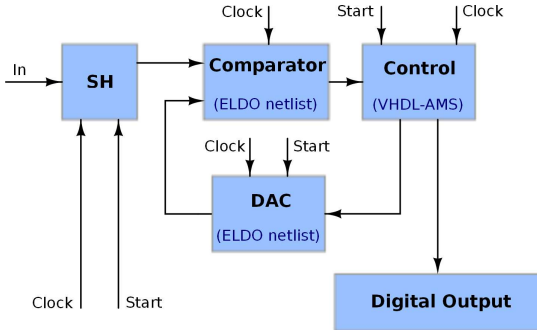 Clock
Start
Clock
In
SH
Comparator
(ELDO netlist)
Control
(VHDL-AMS)
Clock
Start
DAC
(ELDO netlist)
Clock
Start
Digital Output